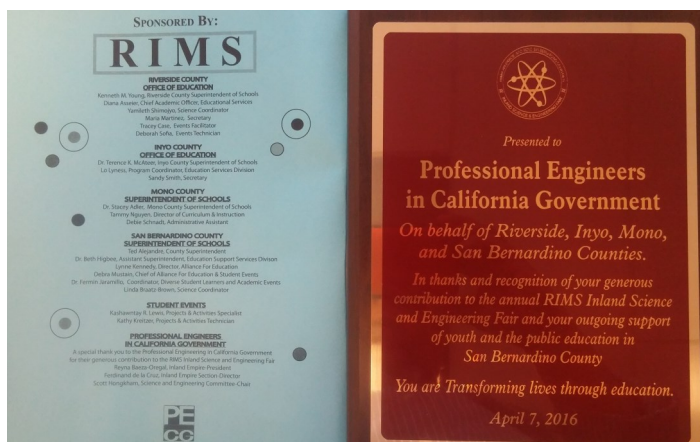 SPONSORED BY:
RIMS
RIVERSIDE COUNTY
OFFICE OF EDUCATION
Kenneth M. Young, Riverside County Superintendent of Schools
Diana Asseier, Chief Academic Officer, Educational Services
Yamileth Shimojyo, Science Coordinator
Maria Martinez, Secretary
Tracey Case, Events Facilitator
Deborah Sofia, Events Technician
INYO COUNTY
OFFICE OF EDUCATION
Dr. Terence K. McAteer, Inyo County Superintendent of Schools
Lo Lyness, Program Coordinator, Education Services Division
Sandy Smith, Secretary
MONO COUNTY
SUPERINTENDENT OF SCHOOLS
Dr. Stacey Adler, Mono County Superintendent of Schools
Tammy Nguyen, Director of Curriculum & Instruction
Debie Schnadt, Administrative Assistant
SAN BERNARDINO COUNTY
SUPERINTENDENT OF SCHOOLS
Ted Alejandre, County Superintendent
Dr. Beth Higbee, Assistant Superintendent, Education Support Services Division
Lynne Kennedy, Director, Alliance For Education
Debra Mustain, Chief of Alliance For Education & Student Events
Dr. Fermin Jaramillo, Coordinator, Diverse Student Learners and Academic Events
Linda Braatz-Brown, Science Coordinator
STUDENT EVENTS
R. Lewis, Projects & Activities Specialist
Kathy Kreitzer, Projects & Activities Technician
PROFESSIONAL ENGINEERS
IN CALIFORNIA GOVERNMENT
A special thank you to the Professional Engineering in California Government
for their generous contribution to the RIMS Inland Science and Engineering Fair
Reyna Baeza-Oregel, Inland Empire President
Ferdinand de la Cruz, Inland Empire Section Director
Scott Hungisham, Science and Engineering Committee-Chair
PE
CG
Presented to
Professional Engineers
in California Government
On behalf of Riverside, Inyo, Mono,
and San Bernardino Counties.
In thanks and recognition of your generous
contribution to the annual RIMS Inland Science
and Engineering Fair and your outgoing support
of youth and the public education in
San Bernardino County
You are Transforming lives through education.
April 7, 2016